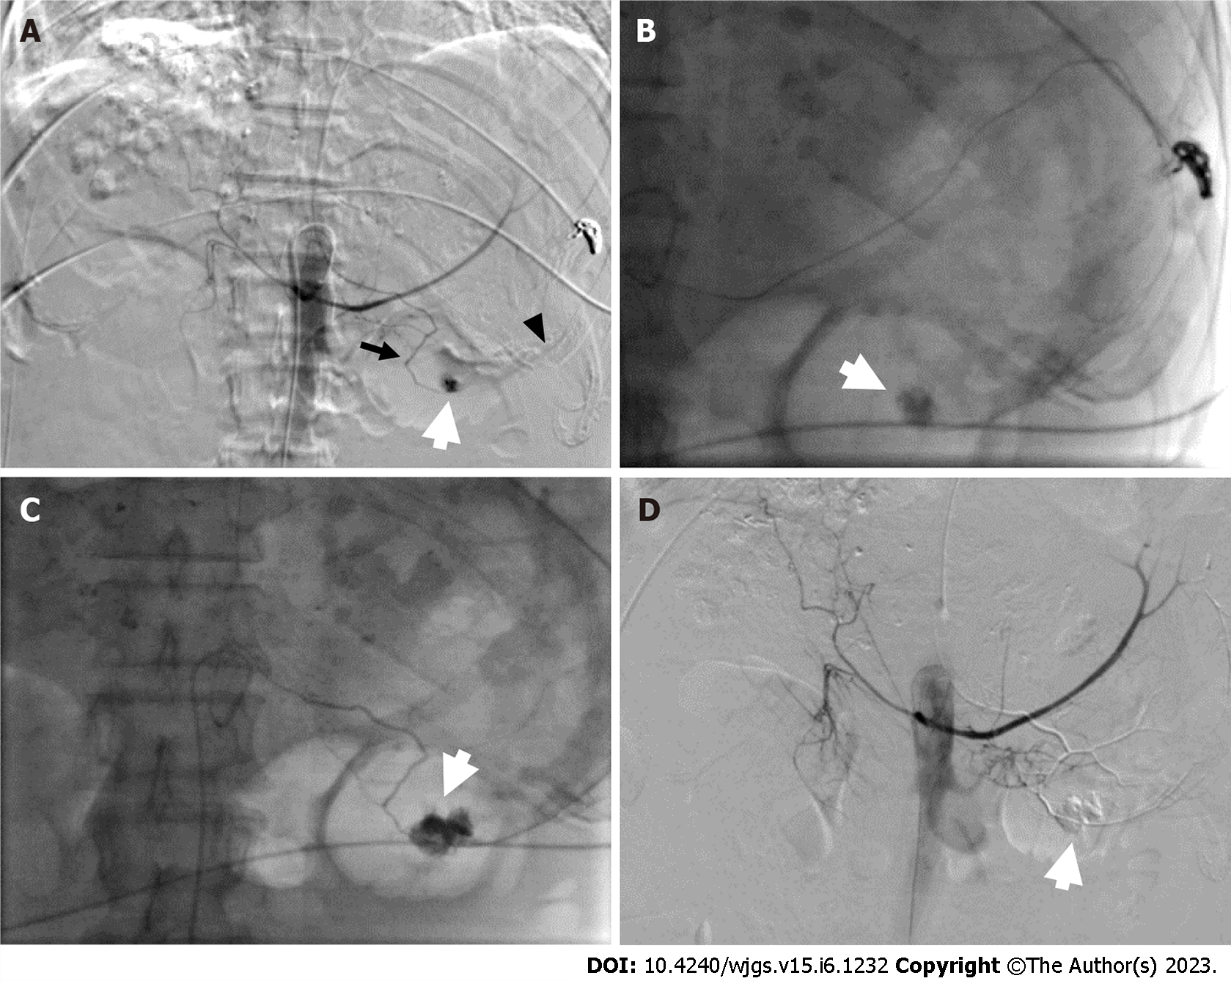 A
B
C
D
DOI: 10.4240/wjgs.v15.i6.1232 Copyright ©The Author(s) 2023.